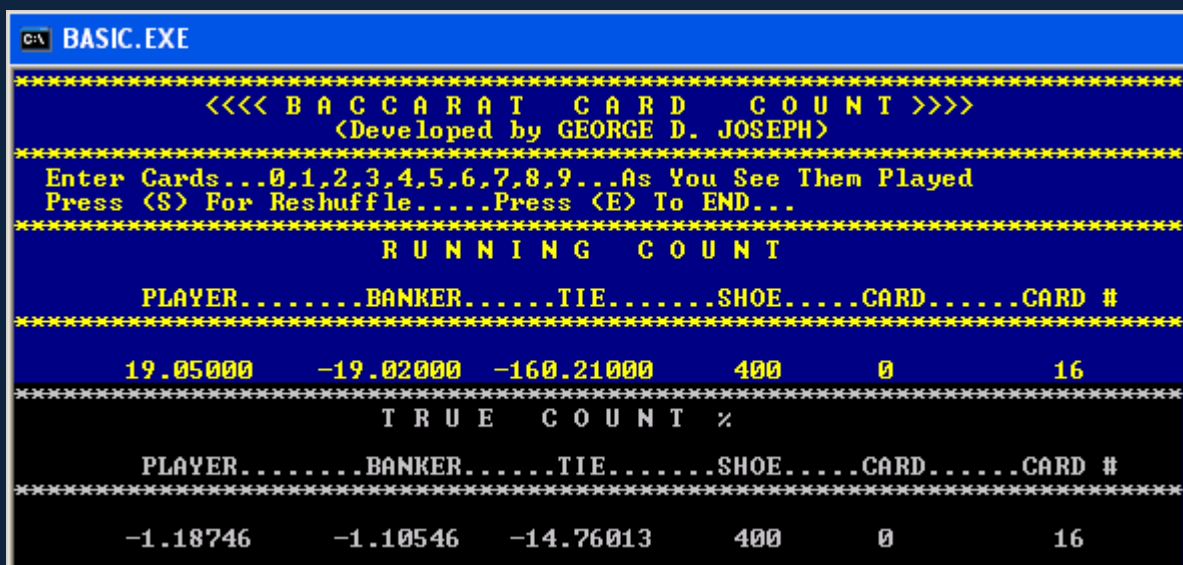 C:\ BASIC.EXE
******************************************************************************
<<<< B A C C A R A T   C A R D   C O U N T >>>>
(Developed by GEORGE D. JOSEPH)
******************************************************************************
Enter Cards...0,1,2,3,4,5,6,7,8,9...As You See Them Played
Press (S) For Reshuffle.....Press (E) To END...
******************************************************************************
R U N N I N G   C O U N T
PLAYER........BANKER......TIE.......SHOE.....CARD......CARD #
******************************************************************************
19.05000 -19.02000 -160.21000 400 0 16
******************************************************************************
T R U E   C O U N T %
PLAYER........BANKER......TIE.......SHOE.....CARD......CARD #
******************************************************************************
-1.18746 -1.10546 -14.76013 400 0 16